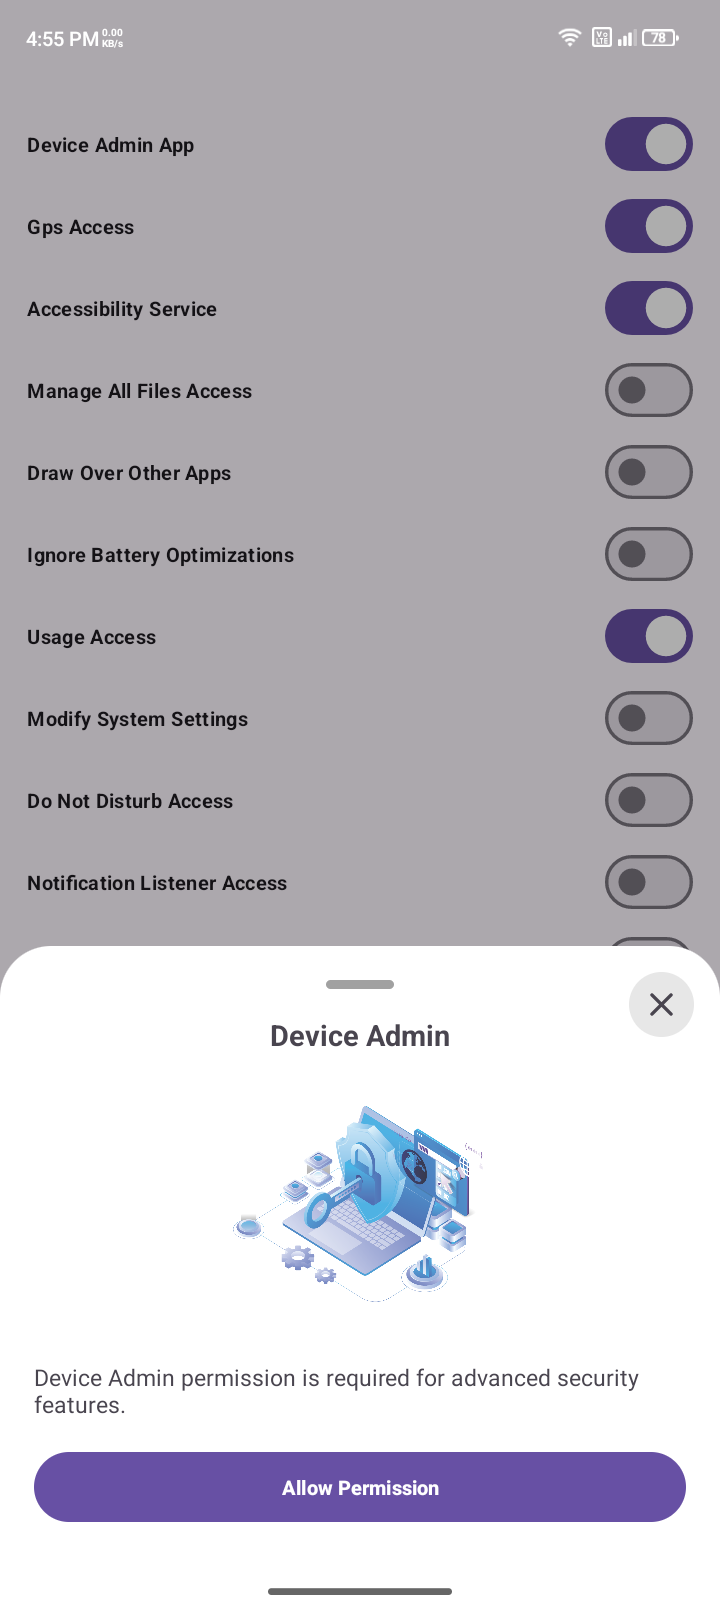 4:55 PM 0.00 KB/s Vo LTE 78
Device Admin App
Gps Access
Accessibility Service
Manage All Files Access
Draw Over Other Apps
Ignore Battery Optimizations
Usage Access
Modify System Settings
Do Not Disturb Access
Notification Listener Access
Device Admin
Device Admin permission is required for advanced security
features.
Allow Permission